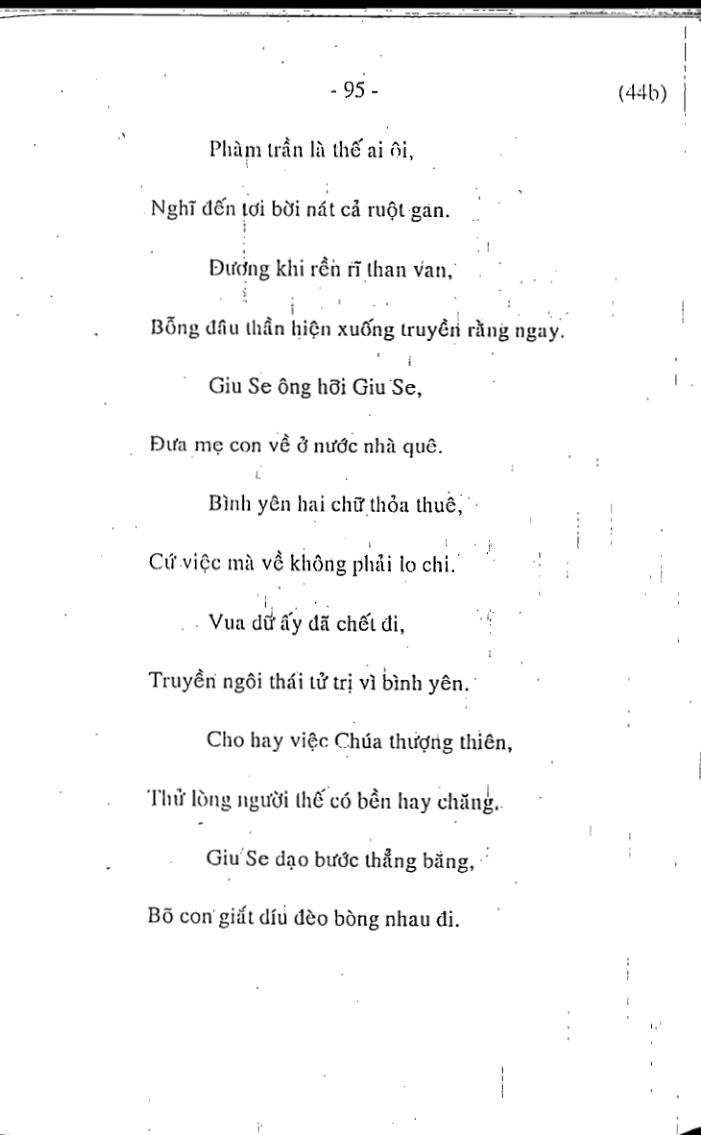 - 95 - (44b)
Phàm trần là thế ai ôi,
Nghĩ đến tơi bời nát cả ruột gan.
Đương khi rền rĩ than van,
Bỗng đâu thần hiện xuống truyền rằng ngay.
Giu Se ông hỡi Giu Se,
Đưa mẹ con về ở nước nhà quê.
Bình yên hai chữ thỏa thuê,
Cứ việc mà về không phải lo chi.
Vua dữ ấy đã chết đi,
Truyền ngôi thái tử trị vì bình yên.
Cho hay việc Chúa thượng thiên,
Thử lòng người thế có bền hay chăng.
Giu Se dạo bước thẳng băng,
Bõ con giắt díu đèo bòng nhau đi.